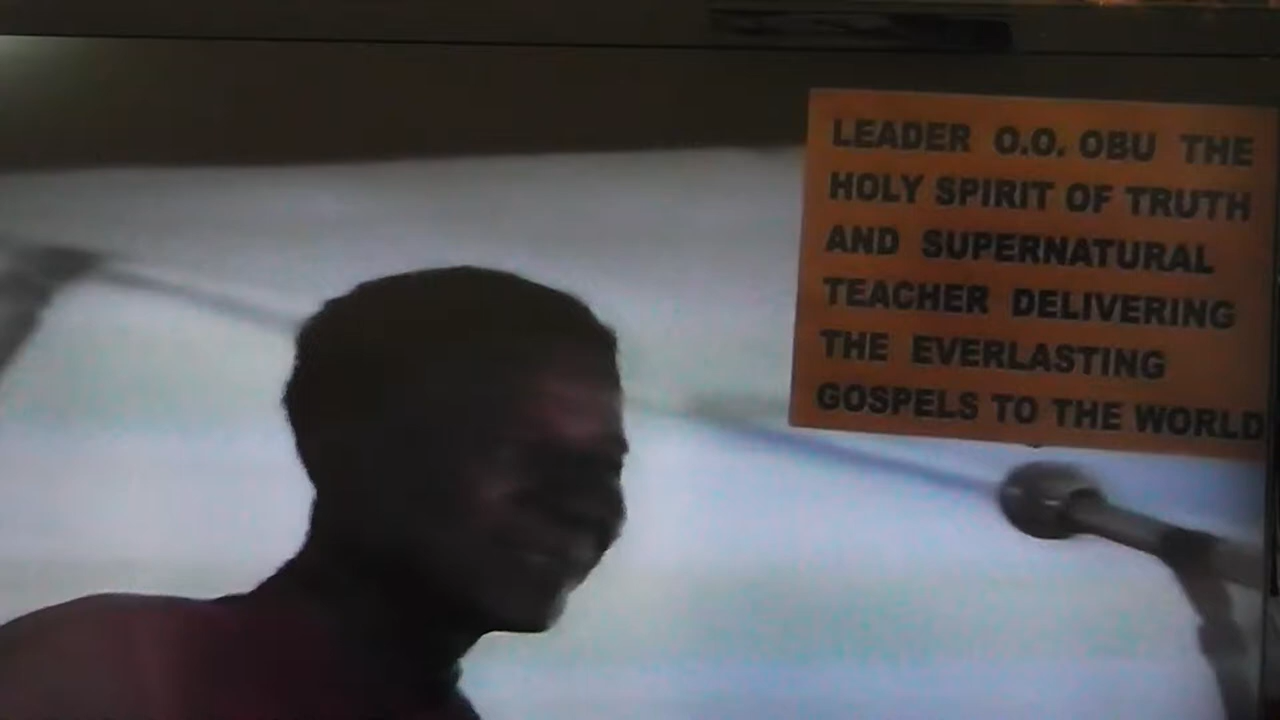 LEADER O.O. OBU THE
HOLY SPIRIT OF TRUTH
AND SUPERNATURAL
TEACHER DELIVERING
THE EVERLASTING
GOSPELS TO THE WORLD